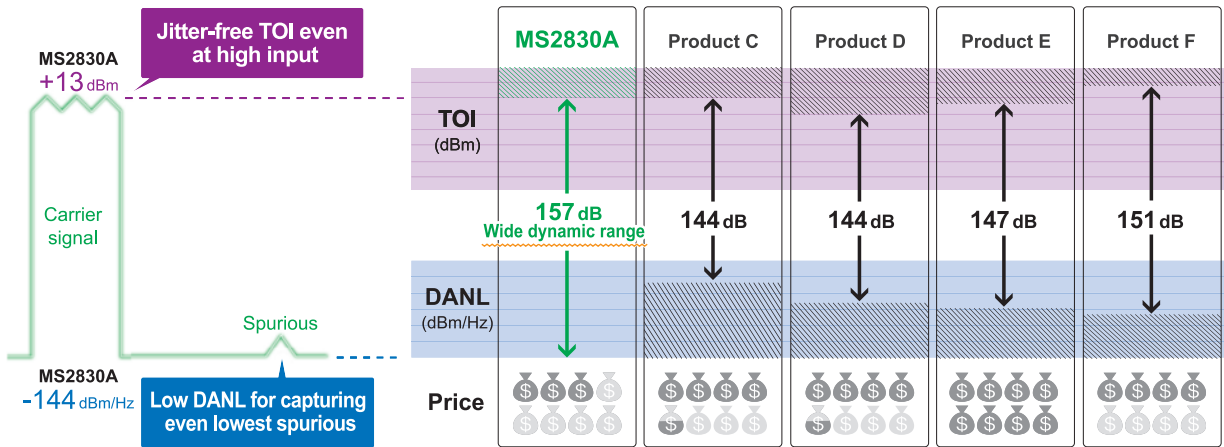 Jitter-free TOI even
at high input
MS2830A
+13 dBm
Carrier
signal
Spurious
MS2830A
-144 dBm/Hz
Low DANL for capturing
even lowest spurious
MS2830A
Product C
Product D
Product E
Product F
TOI
(dBm)
157 dB
Wide dynamic range
144 dB
144 dB
147 dB
151 dB
DANL
(dBm/Hz)
Price
$ $ $ $ $ $ $ $ $ $ $ $ $ $ $ $ $ $ $ $
$ $ $ $ $ $ $ $ $ $ $ $ $ $ $ $ $ $ $ $